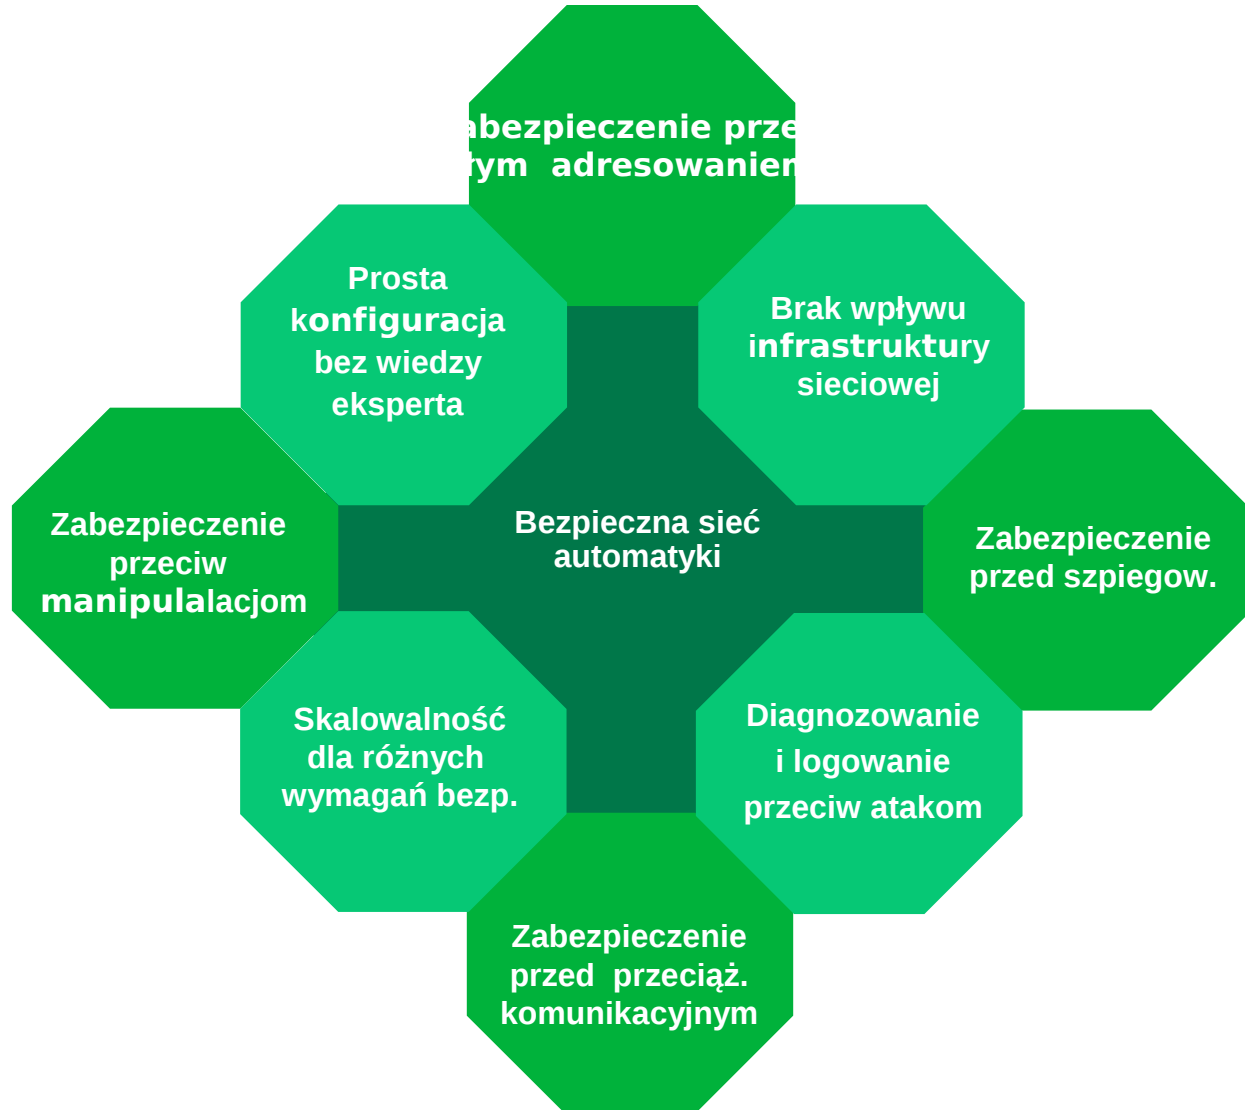 abezpieczenie prze
łym adresowaniem
Prosta
konfiguracja
bez wiedzy
eksperta
Brak wpływu
infrastruktury
sieciowej
Zabezpieczenie
przeciw
manipulalacjom
Bezpieczna sieć
automatyki
Zabezpieczenie
przed szpiegow.
Skalowalność
dla różnych
wymagań bezp.
Diagnozowanie
i logowanie
przeciw atakom
Zabezpieczenie
przed przeciąż.
komunikacyjnym